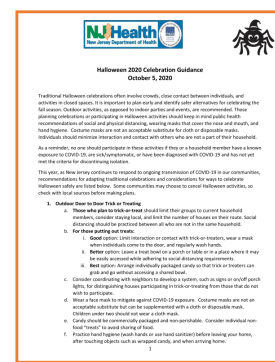 NJHealth
New Jersey Department of Health
Halloween 2020 Celebration Guidance
October 5, 2020
Traditional Halloween celebrations often involve crowds, close contact between individuals, and
activities in closed spaces. It is important to plan early and identify safer alternatives for celebrating the
fall season. Outdoor activities, as opposed to indoor parties and events, are recommended. Those
planning celebrations or participating in Halloween activities should keep in mind public health
recommendations of social and physical distancing, wearing masks that cover the nose and mouth, and
hand hygiene. Costume masks are not an acceptable substitute for cloth or disposable masks.
Individuals should minimize interaction and contact with others who are not a part of their household.
As a reminder, no one should participate in these activities if they or a household member have a known
exposure to COVID-19, are sick/symptomatic, or have been diagnosed with COVID-19 and has not yet
met the criteria for discontinuing isolation.
This year, as New Jersey continues to respond to ongoing transmission of COVID-19 in our communities,
recommendations for adapting traditional celebrations and considerations for ways to celebrate
Halloween safely are listed below. Some communities may choose to cancel Halloween activities, so
check with local sources before making plans.
1. Outdoor Door to Door Trick or Treating
a. Those who plan to trick-or-treat should limit their groups to current household
members, consider staying local, and limit the number of houses on their route. Social
distancing should be practiced between all who are not in the same household.
b. For those putting out treats:
i. Good option: Limit interaction or contact with trick-or-treaters, wear a mask
when individuals come to the door, and regularly wash hands.
ii. Better option: Leave a treat bowl on a porch or table or in a place where it may
be easily accessed while adhering to social distancing requirements.
iii. Best option: Arrange individually packaged candy so that trick or treaters can
grab and go without accessing a shared bowl.
c. Consider coordinating with neighbors to develop a system, such as signs or on/off porch
lights, for distinguishing houses participating in trick-or-treating from those that do not
wish to participate.
d. Wear a face mask to mitigate against COVID-19 exposure. Costume masks are not an
acceptable substitute but can be supplemented with a cloth or disposable mask.
Children under two should not wear a cloth mask.
e. Candy should be commercially packaged and non-perishable. Consider individual non-
food "treats" to avoid sharing of food.
f. Practice hand hygiene (wash hands or use hand sanitizer) before leaving your home,
after touching objects such as wrapped candy, and when arriving home.
1